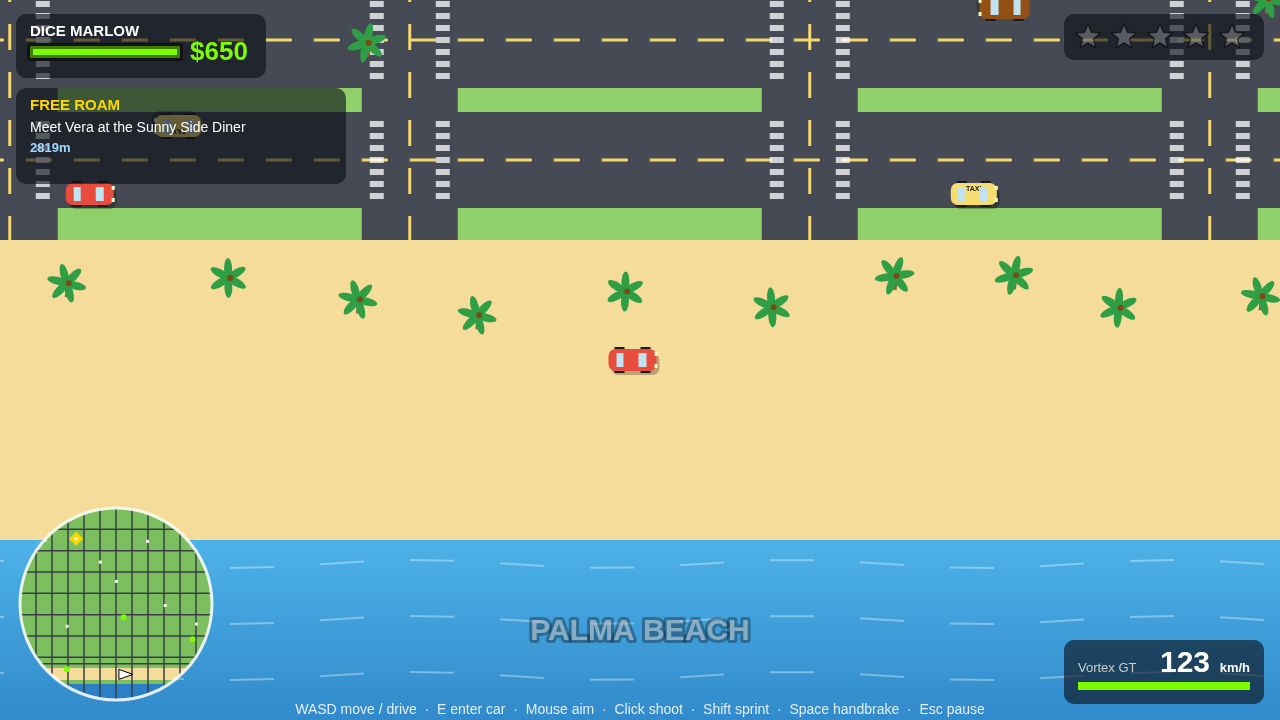 DICE MARLOW
$650
FREE ROAM
Meet Vera at the Sunny Side Diner
2819m
TAXI
PALMA BEACH
Vortex GT 123 km/h
WASD move / drive · E enter car · Mouse aim · Click shoot · Shift sprint · Space handbrake · Esc pause